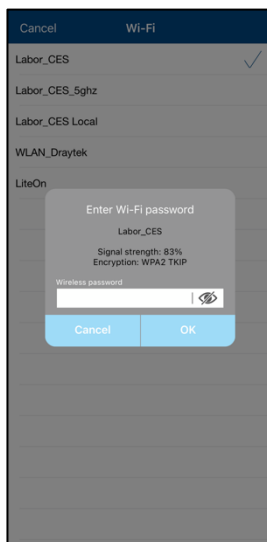 Cancel Wi-Fi
Labor_CES
Labor_CES_5ghz
Labor_CES Local
WLAN_Draytek
LiteOn
Enter Wi-Fi password
Labor_CES
Signal strength: 83%
Encryption: WPA2 TKIP
Wireless password
Cancel OK